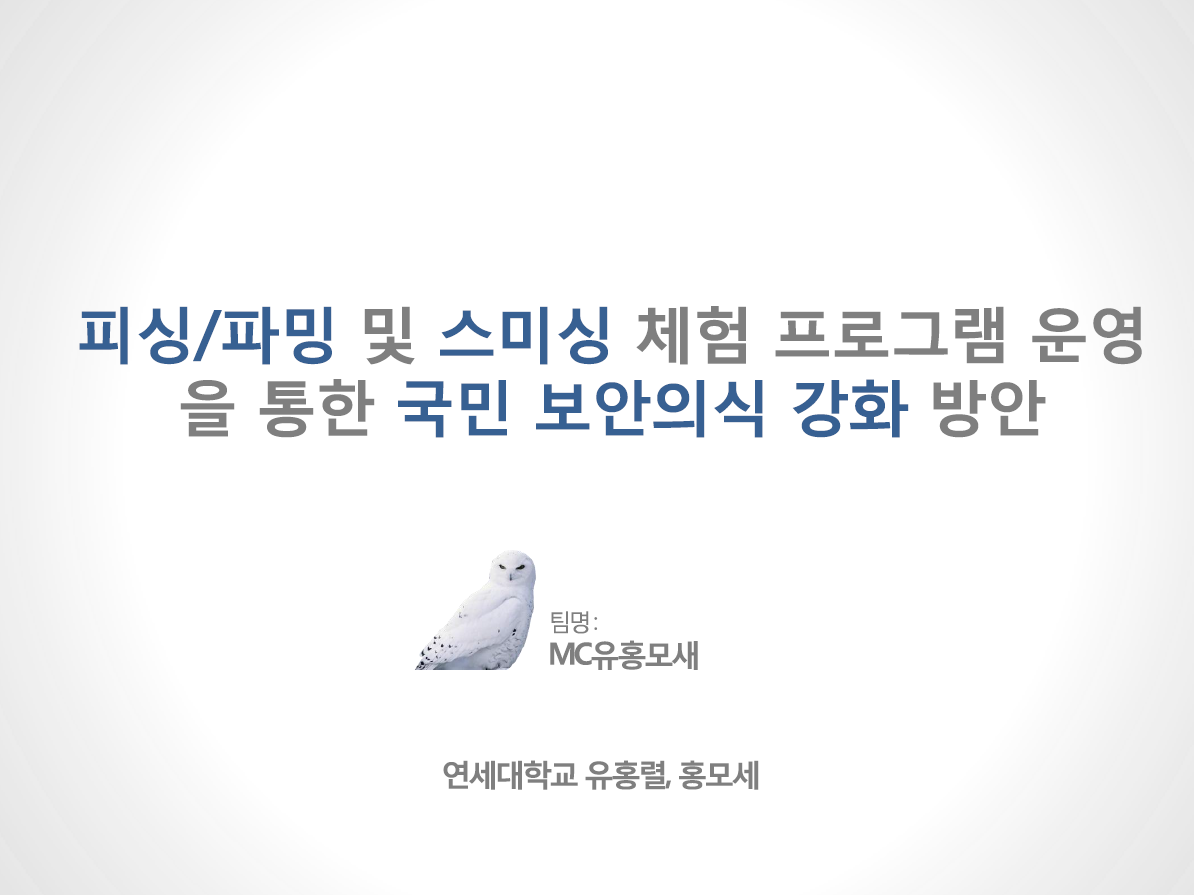 피싱/파밍 및 스미싱 체험 프로그램 운영
을 통한 국민 보안의식 강화 방안
팀명:
MC유홍모새
연세대학교 유홍렬, 홍모세